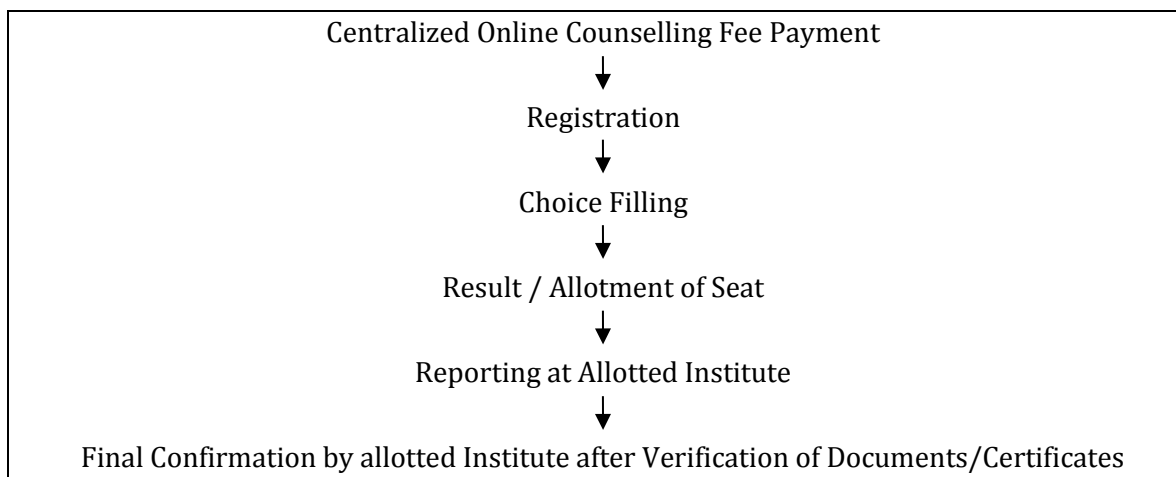 Centralized Online Counselling Fee Payment
Registration
Choice Filling
Result / Allotment of Seat
Reporting at Allotted Institute
Final Confirmation by allotted Institute after Verification of Documents/Certificates